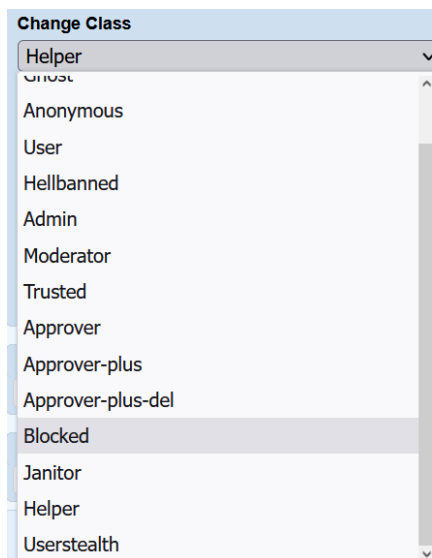 Change Class
Helper
Ghost
Anonymous
User
Hellbanned
Admin
Moderator
Trusted
Approver
Approver-plus
Approver-plus-del
Blocked
Janitor
Helper
Userstealth